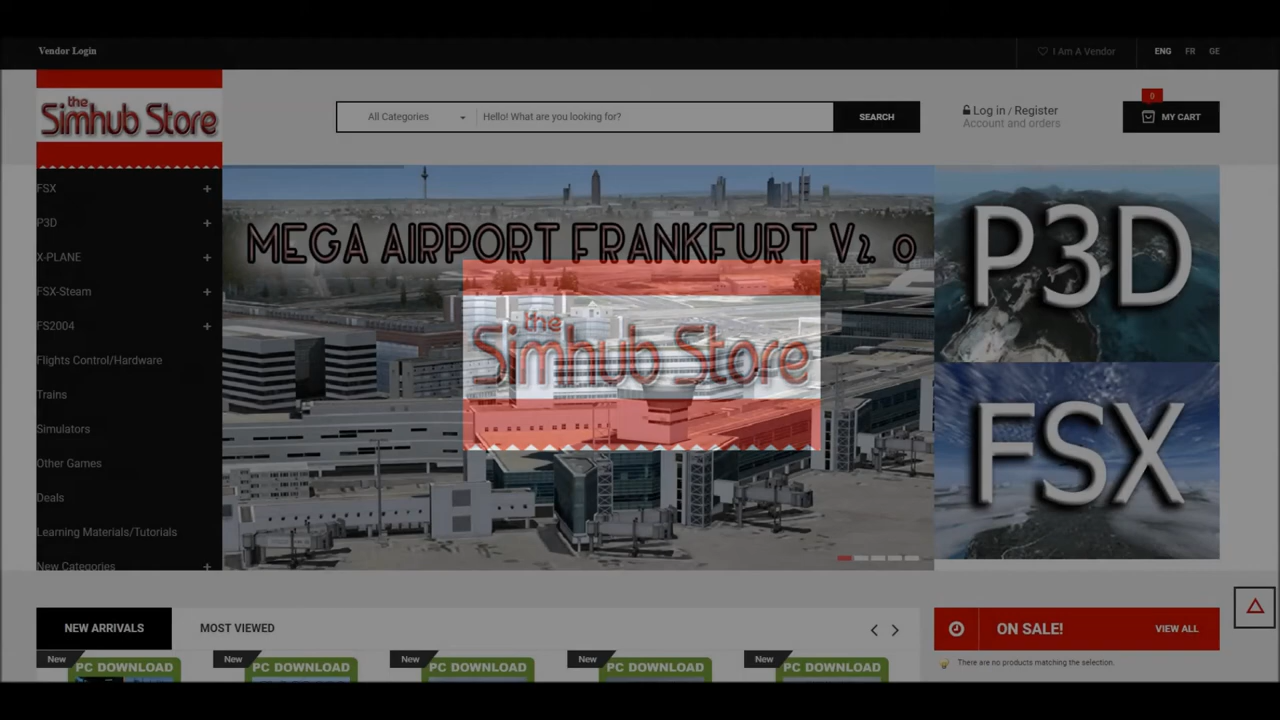 Vendor Login
I Am A Vendor
ENG FR GE
the
Simhub Store
All Categories
Hello! What are you looking for?
SEARCH
Log in / Register
Account and orders
0
MY CART
FSX +
P3D +
X-PLANE +
FSX-Steam +
FS2004 +
Flights Control/Hardware
Trains
Simulators
Other Games
Deals
Learning Materials/Tutorials
New Categories +
MEGA AIRPORT FRANKFURT V2.0
the
Simhub Store
P3D
FSX
NEW ARRIVALS
MOST VIEWED
ON SALE!
VIEW ALL
New
PC DOWNLOAD
New
PC DOWNLOAD
New
PC DOWNLOAD
New
PC DOWNLOAD
New
PC DOWNLOAD
There are no products matching the selection.